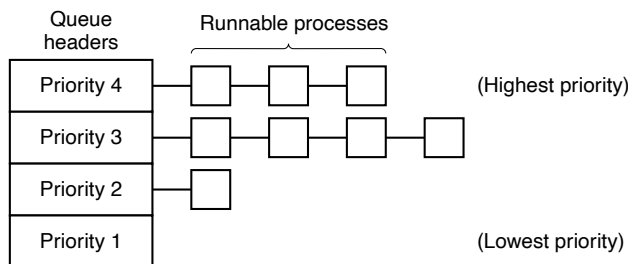 Queue
headers
Runnable processes
Priority 4
(Highest priority)
Priority 3
Priority 2
Priority 1
(Lowest priority)